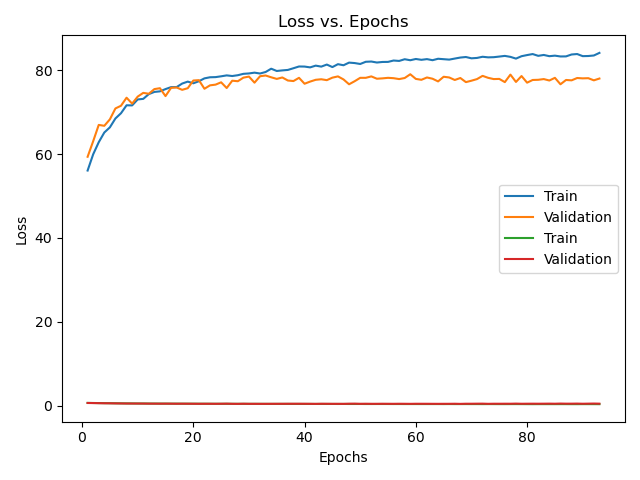 Loss vs. Epochs
80
60
40
20
0
Loss
Train
Validation
Train
Validation
0 20 40 60 80
Epochs